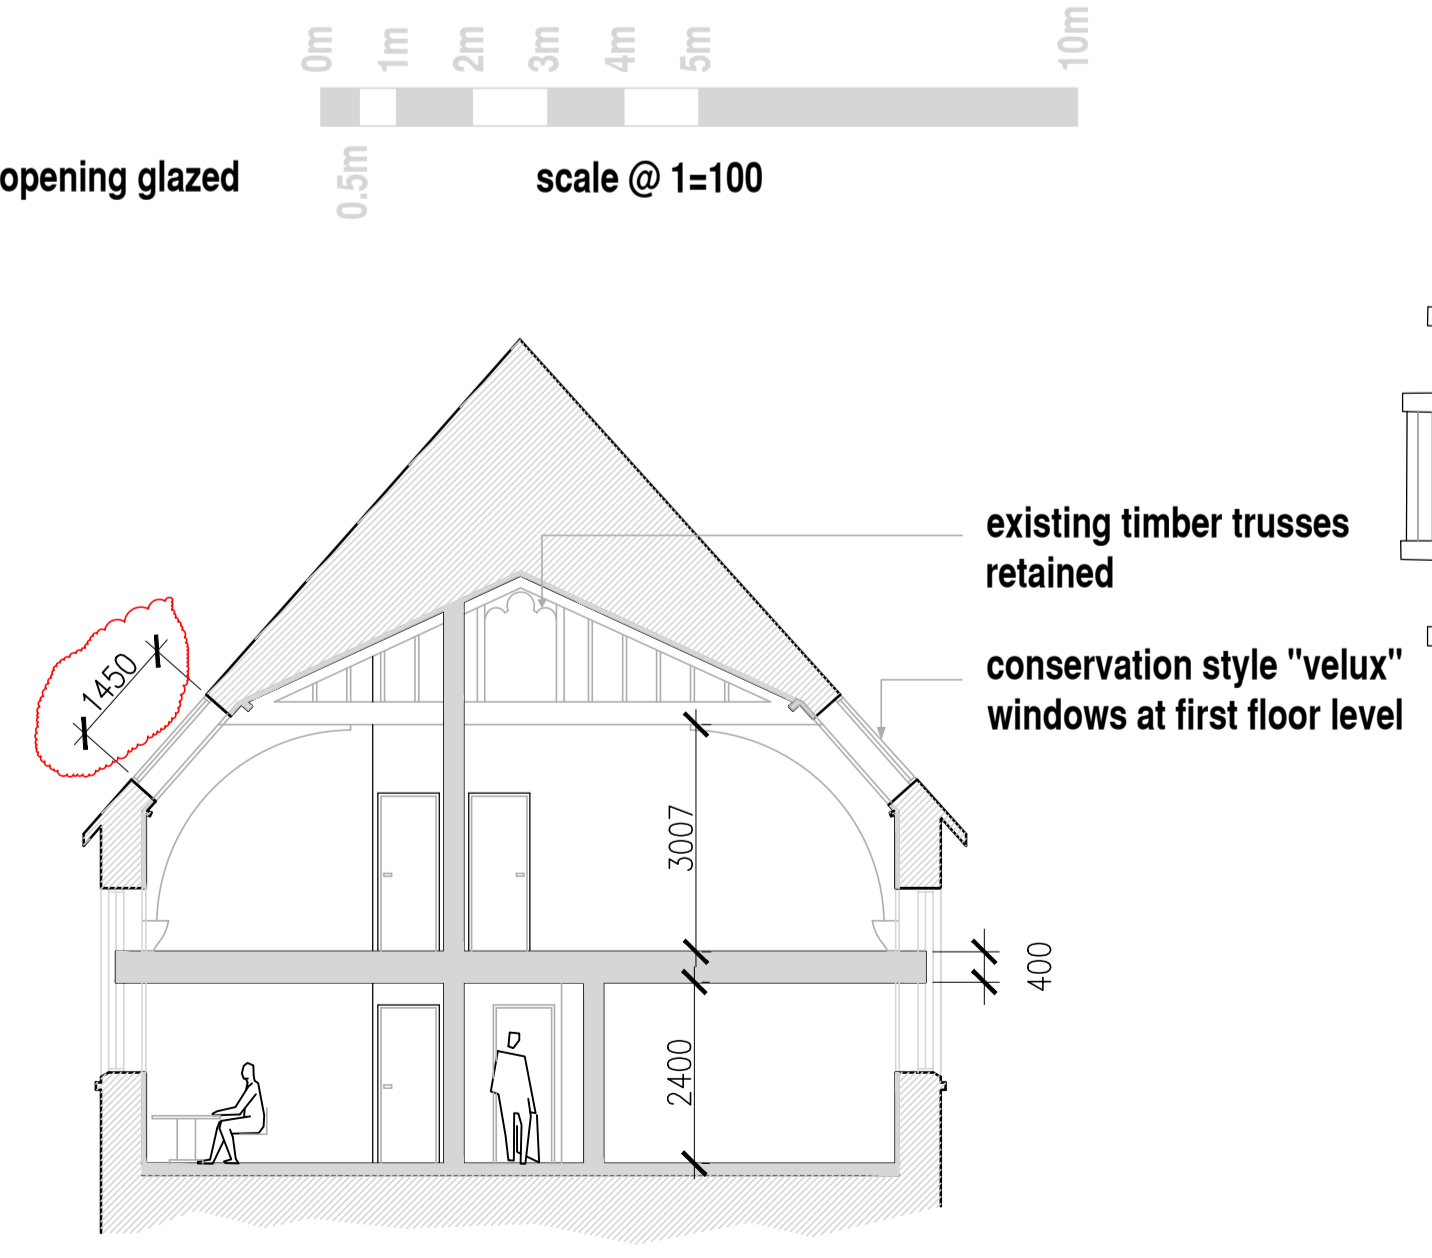 0m 1m 2m 3m 4m 5m 10m
0.5m
opening glazed
scale @ 1=100
existing timber trusses
retained
conservation style "velux"
windows at first floor level
1450
3007
400
2400